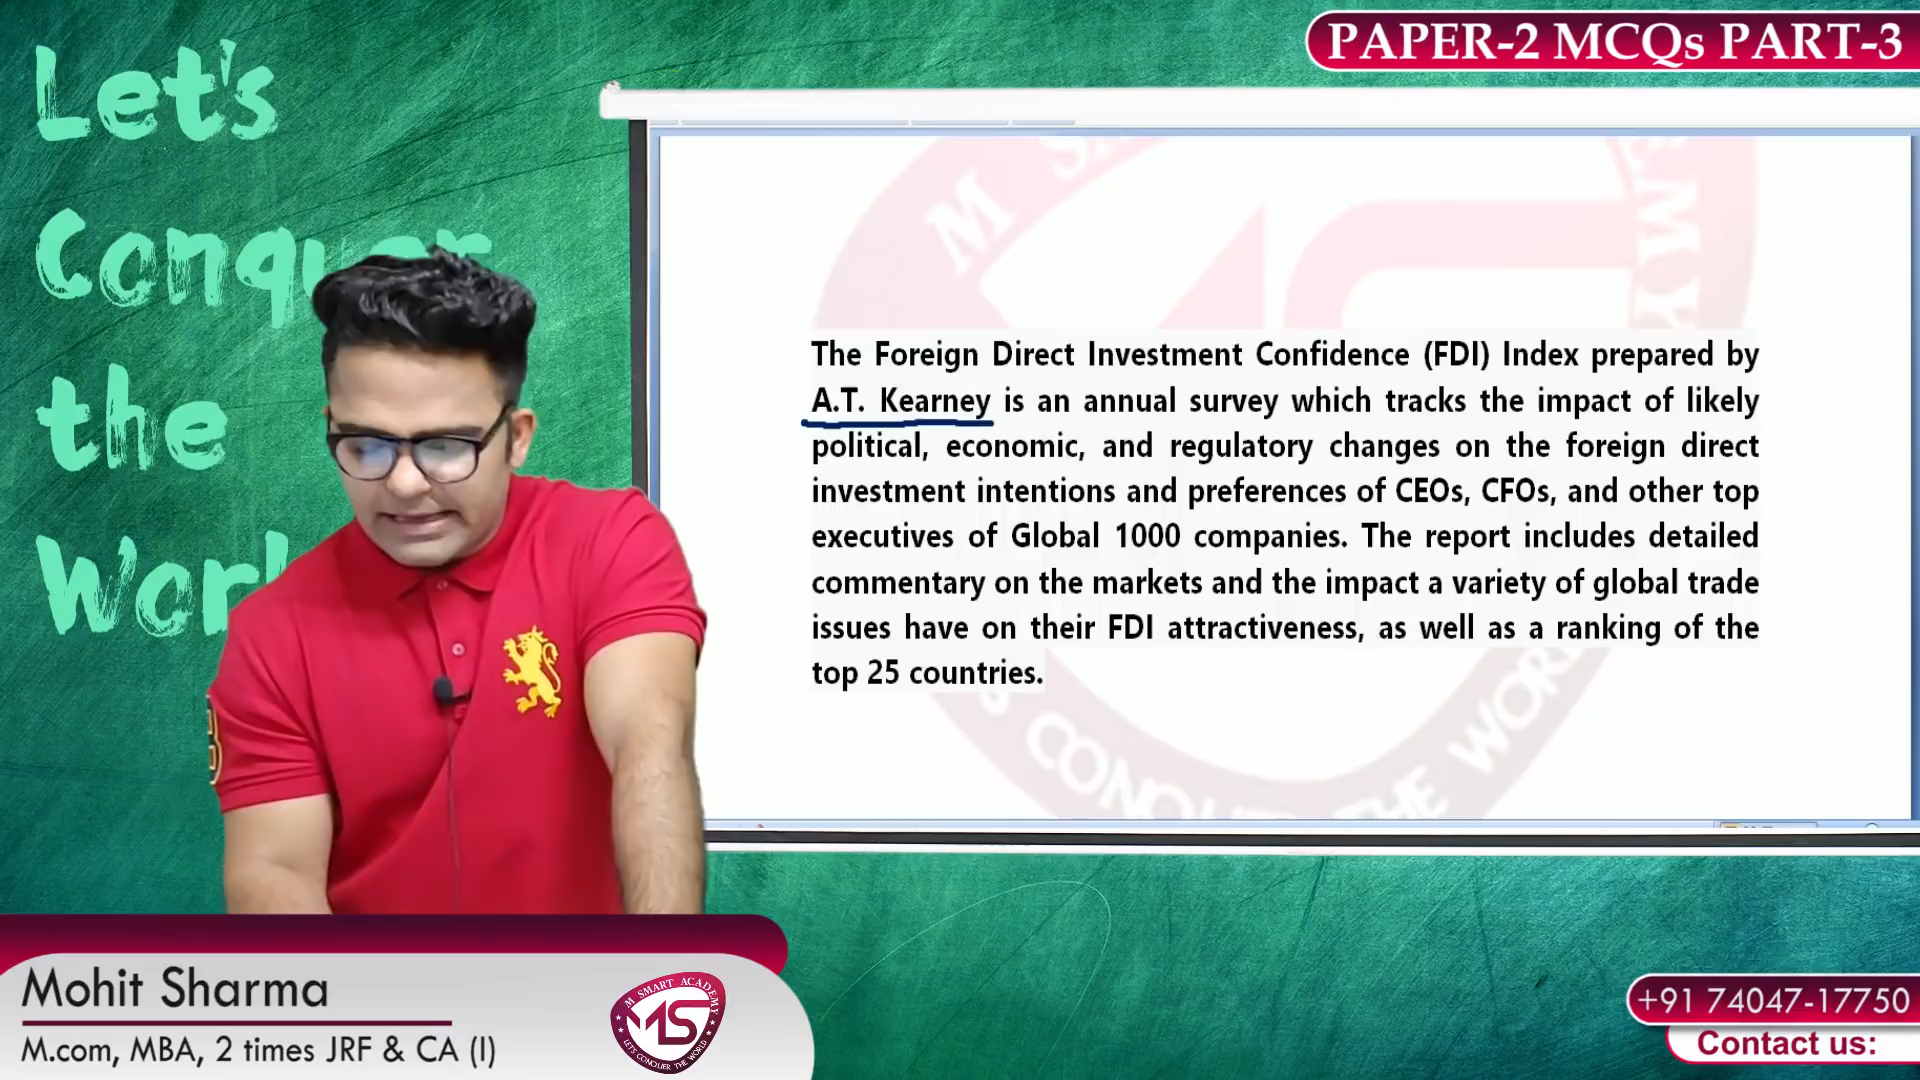 PAPER-2 MCQs PART-3
Let's
Conquer
the
Worl
The Foreign Direct Investment Confidence (FDI) Index prepared by
A.T. Kearney is an annual survey which tracks the impact of likely
political, economic, and regulatory changes on the foreign direct
investment intentions and preferences of CEOs, CFOs, and other top
executives of Global 1000 companies. The report includes detailed
commentary on the markets and the impact a variety of global trade
issues have on their FDI attractiveness, as well as a ranking of the
top 25 countries.
Mohit Sharma
M.com, MBA, 2 times JRF & CA (I)
M SMART ACADEMY
MS
LET'S CONQUER THE WORLD
+91 74047-17750
Contact us: